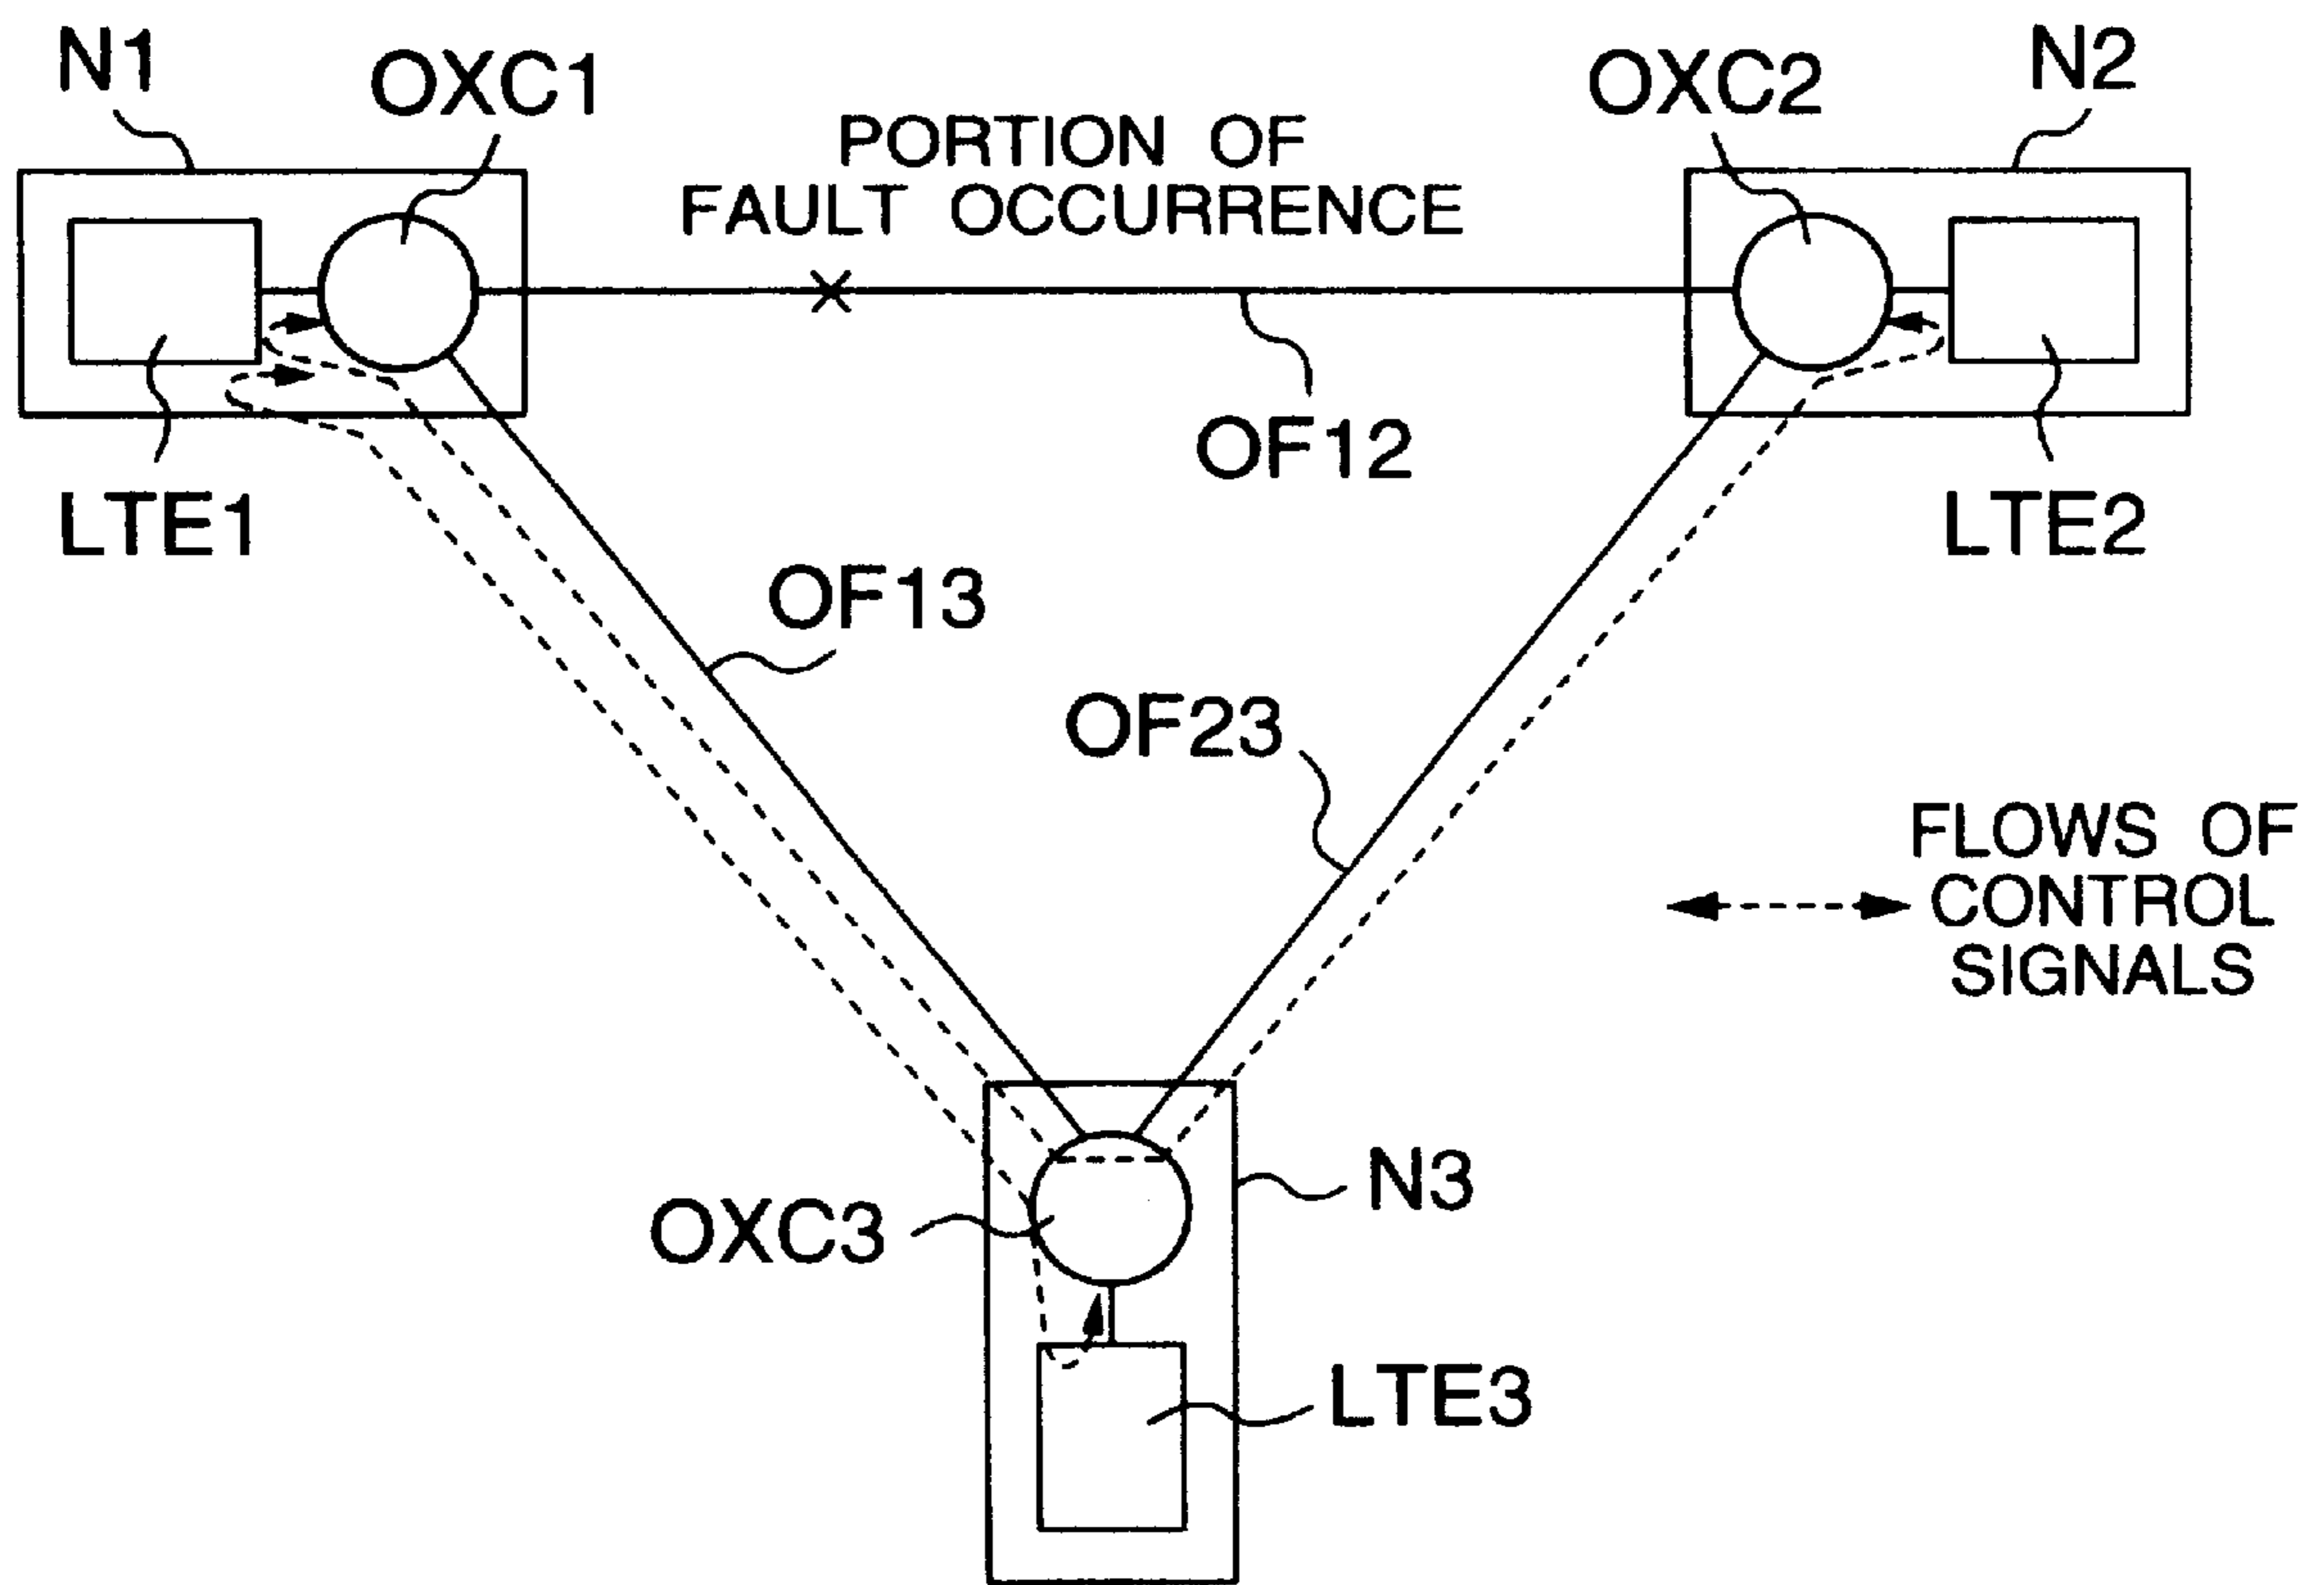 N1
OXC1
OXC2
N2
PORTION OF
FAULT OCCURRENCE
OF12
LTE1
LTE2
OF13
OF23
FLOWS OF
CONTROL
SIGNALS
N3
OXC3
LTE3